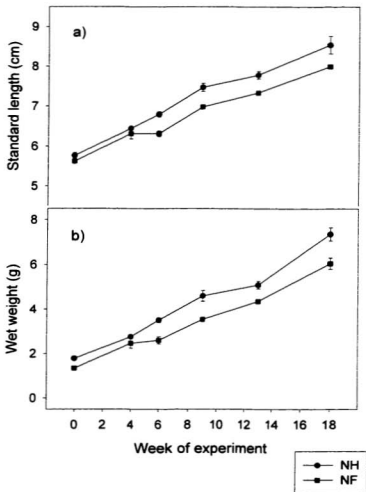 a)
Standard length (cm)
9
8
7
6
5
b)
Wet weight (g)
8
6
4
2
0
0 2 4 6 8 10 12 14 16 18
Week of experiment
NH
NF